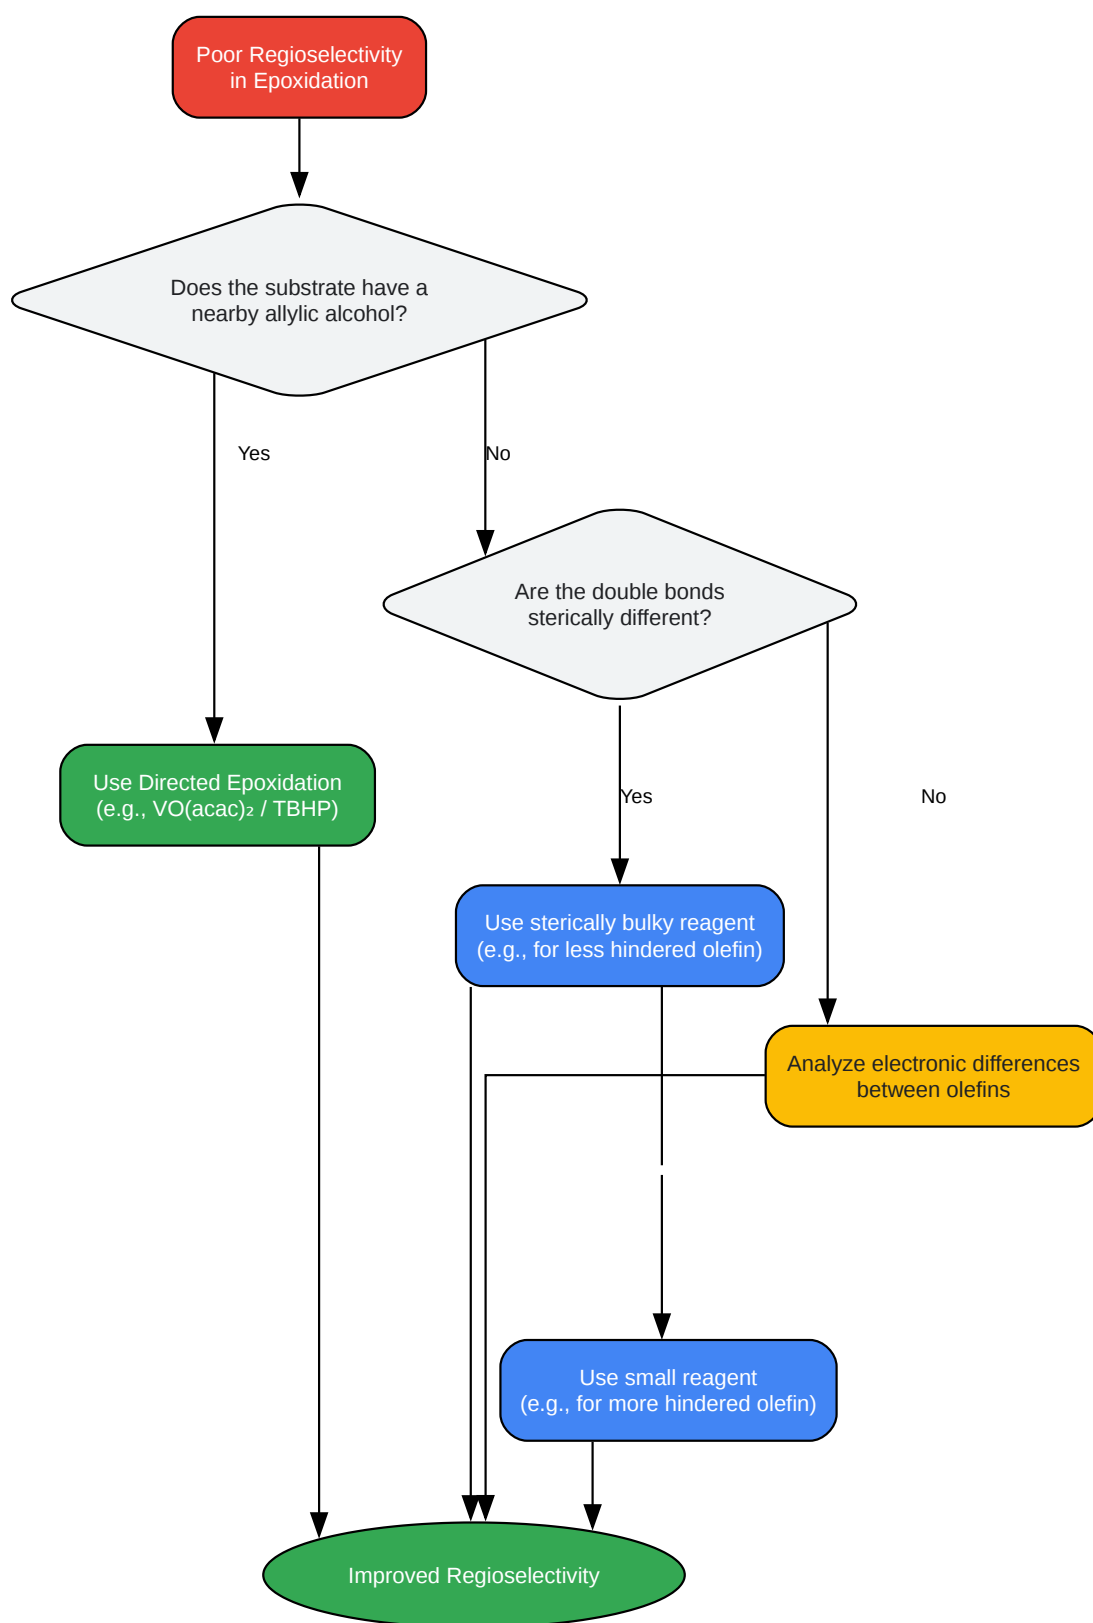 Poor Regioselectivity
in Epoxidation
Does the substrate have a
nearby allylic alcohol?
Yes
No
Are the double bonds
sterically different?
Use Directed Epoxidation
(e.g., VO(acac)₂ / TBHP)
Yes
No
Use sterically bulky reagent
(e.g., for less hindered olefin)
Analyze electronic differences
between olefins
Use small reagent
(e.g., for more hindered olefin)
Improved Regioselectivity